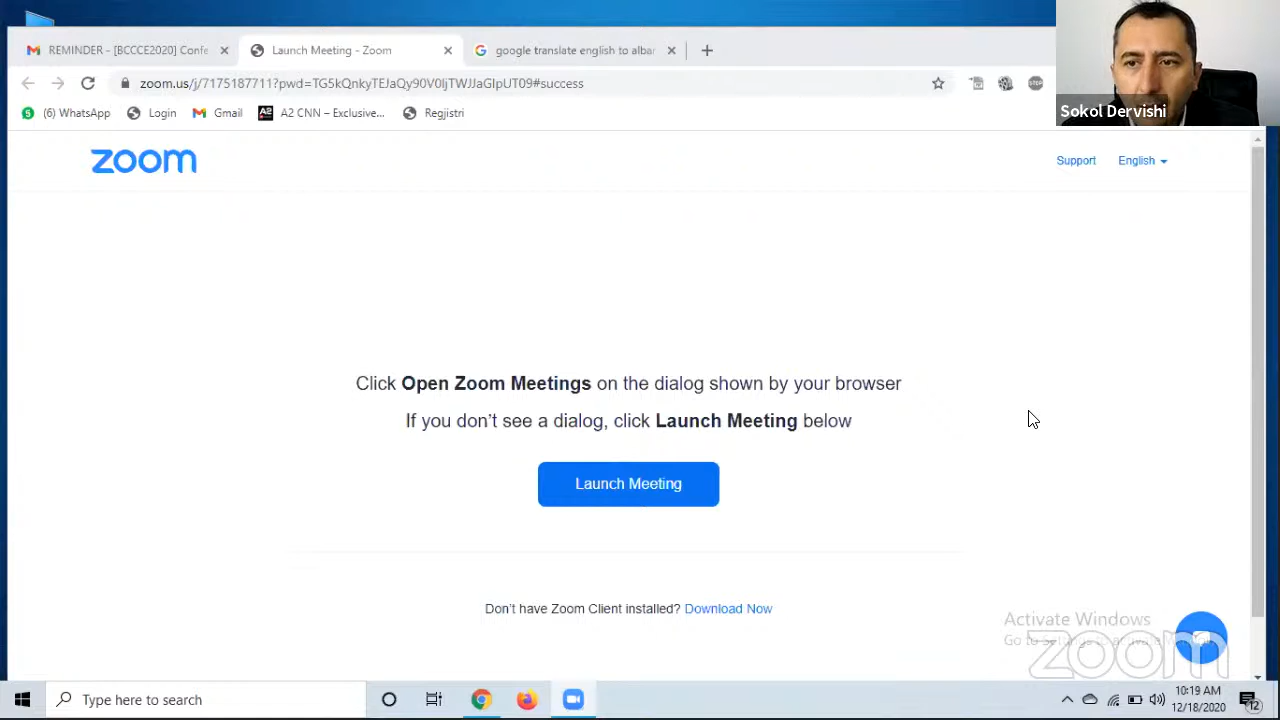 REMINDER - [BCCCE2020] Confe
Launch Meeting - Zoom
google translate english to albar
zoom.us/j/7175187711?pwd=TG5kQnkyTEJaQy90V0ljTWJJaGlpUT09#success
(6) WhatsApp
Login
Gmail
A2 CNN – Exclusive...
Regjistri
Sokol Dervishi
zoom
Support
English
Click Open Zoom Meetings on the dialog shown by your browser
If you don't see a dialog, click Launch Meeting below
Launch Meeting
Don't have Zoom Client installed? Download Now
Activate Windows
zoom
Type here to search
10:19 AM
12/18/2020
12